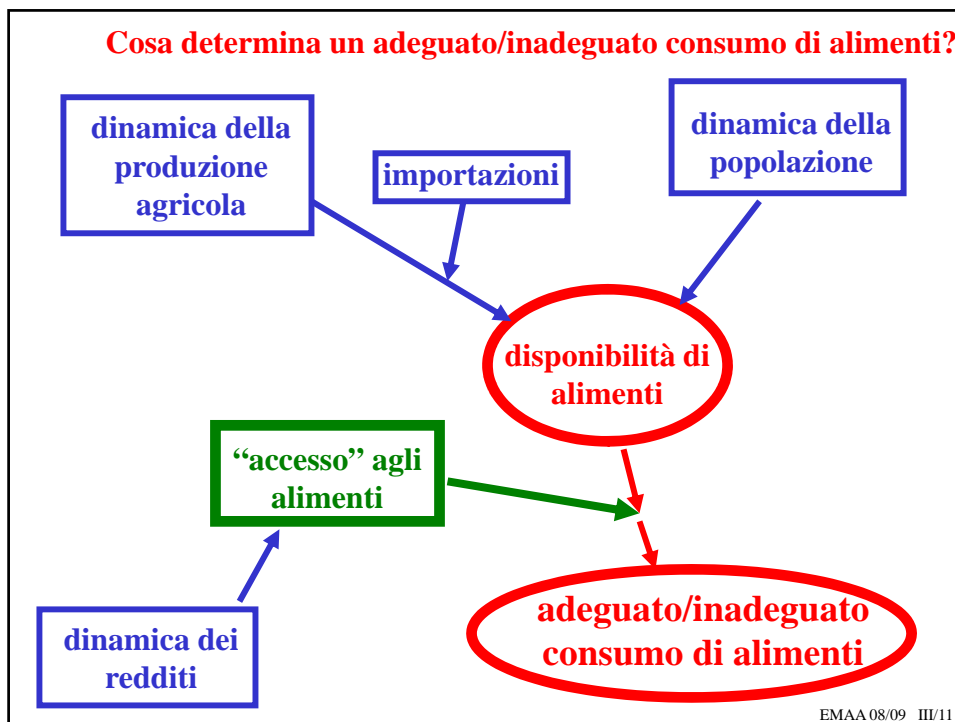 Cosa determina un adeguato/inadeguato consumo di alimenti?
dinamica della
produzione
agricola
importazioni
dinamica della
popolazione
disponibilità di
alimenti
“accesso” agli
alimenti
dinamica dei
redditi
adeguato/inadeguato
consumo di alimenti
EMAA 08/09 III/11